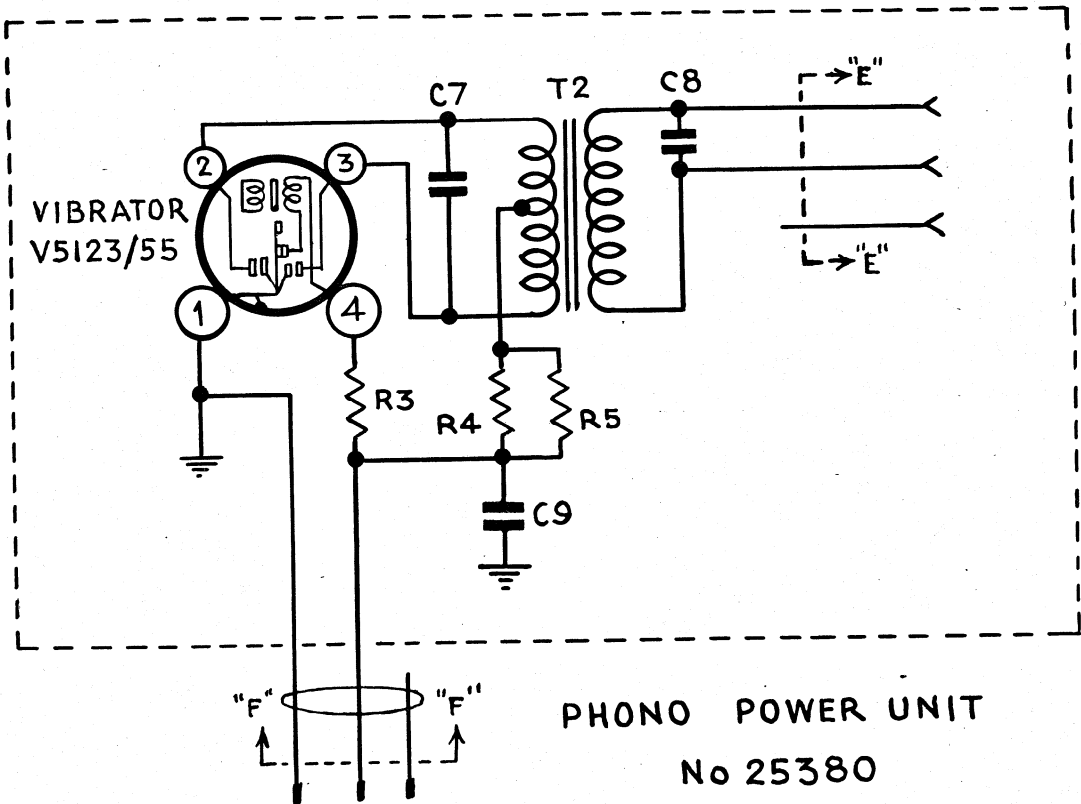 →"E"
C7
T2
C8
2
3
VIBRATOR
V5123/55
→"E"
1
4
R3
R4
R5
C9
"F"
"F"
PHONO POWER UNIT
No 25380